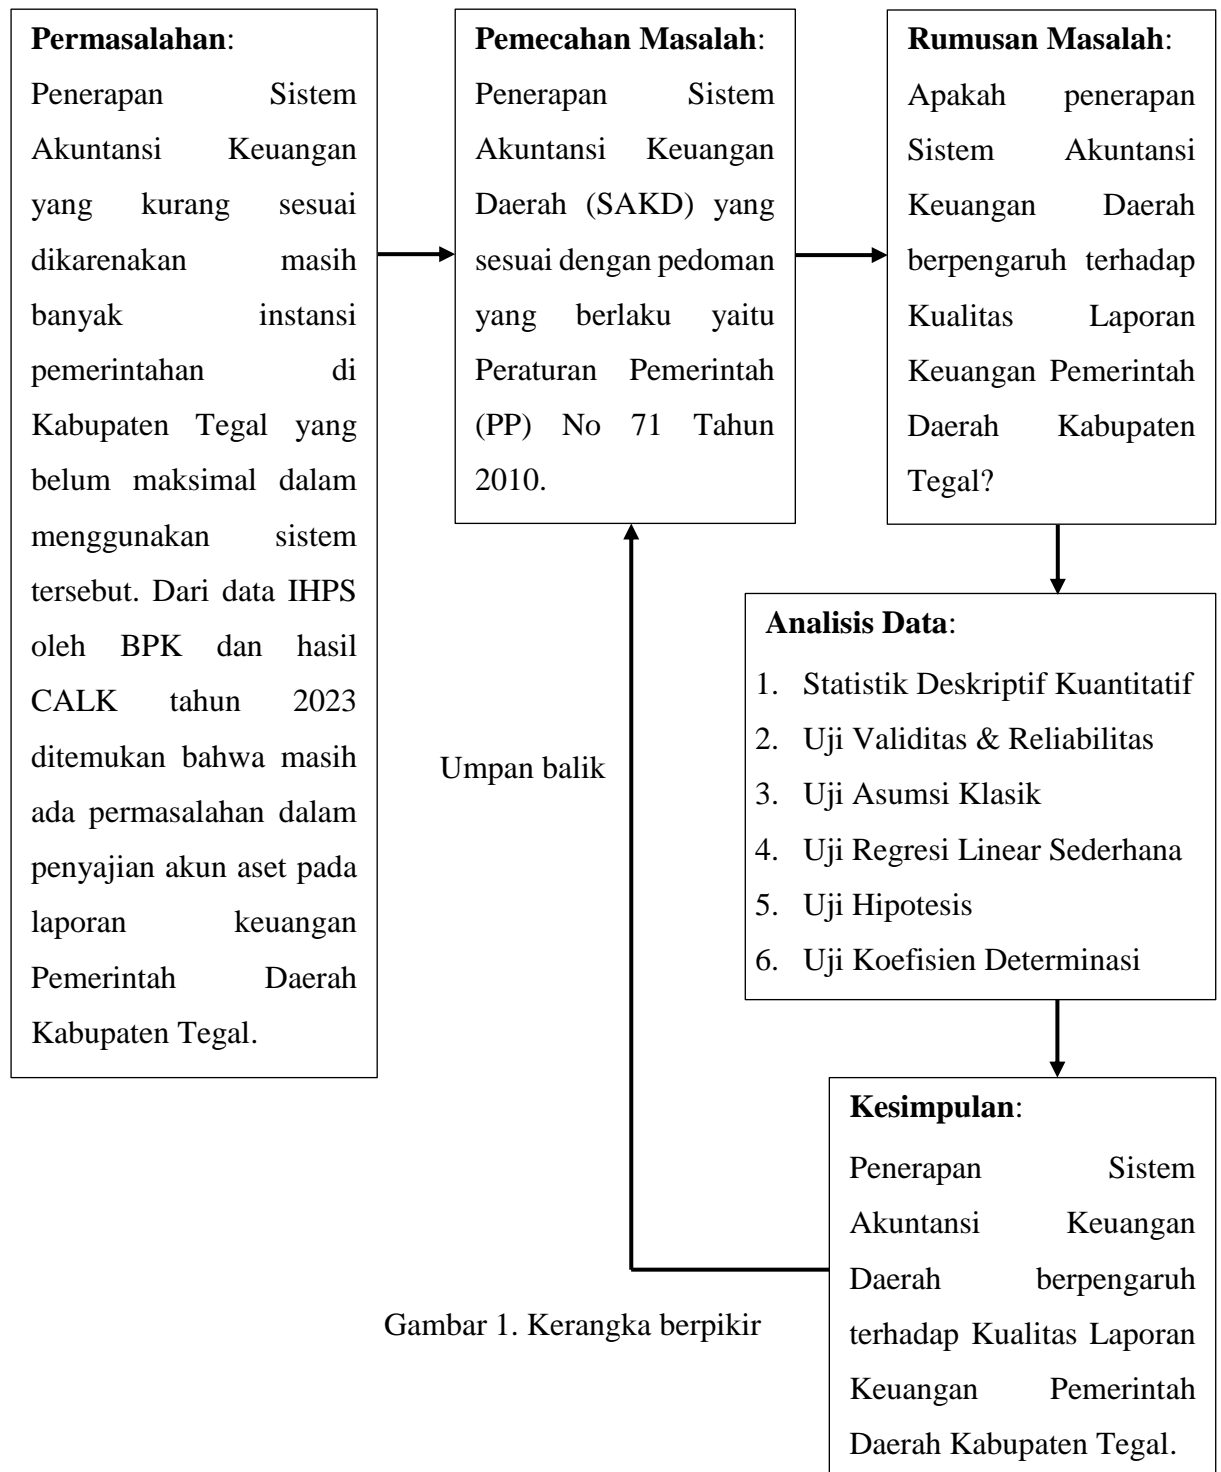 Permasalahan:
Penerapan Sistem
Akuntansi Keuangan
yang kurang sesuai
dikarenakan masih
banyak instansi
pemerintahan di
Kabupaten Tegal yang
belum maksimal dalam
menggunakan sistem
tersebut. Dari data IHPS
oleh BPK dan hasil
CALK tahun 2023
ditemukan bahwa masih
ada permasalahan dalam
penyajian akun aset pada
laporan keuangan
Pemerintah Daerah
Kabupaten Tegal.
Pemecahan Masalah:
Penerapan Sistem
Akuntansi Keuangan
Daerah (SAKD) yang
sesuai dengan pedoman
yang berlaku yaitu
Peraturan Pemerintah
(PP) No 71 Tahun
2010.
Rumusan Masalah:
Apakah penerapan
Sistem Akuntansi
Keuangan Daerah
berpengaruh terhadap
Kualitas Laporan
Keuangan Pemerintah
Daerah Kabupaten
Tegal?
Analisis Data:
1. Statistik Deskriptif Kuantitatif
2. Uji Validitas & Reliabilitas
3. Uji Asumsi Klasik
4. Uji Regresi Linear Sederhana
5. Uji Hipotesis
6. Uji Koefisien Determinasi
Umpan balik
Kesimpulan:
Penerapan Sistem
Akuntansi Keuangan
Daerah berpengaruh
terhadap Kualitas Laporan
Keuangan Pemerintah
Daerah Kabupaten Tegal.
Gambar 1. Kerangka berpikir